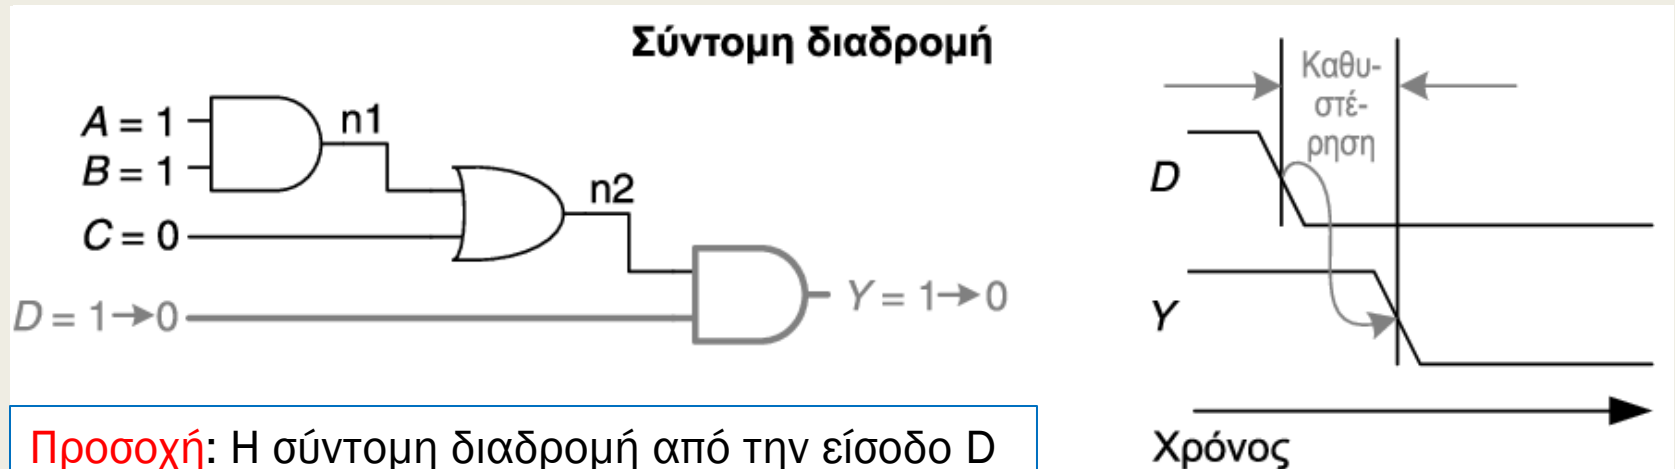 Σύντομη διαδρομή
A = 1
B = 1
n1
C = 0
n2
D = 1→0
Y = 1→0
Καθυ-
στέ-
ρηση
D
Y
Χρόνος
Προσοχή: Η σύντομη διαδρομή από την είσοδο D